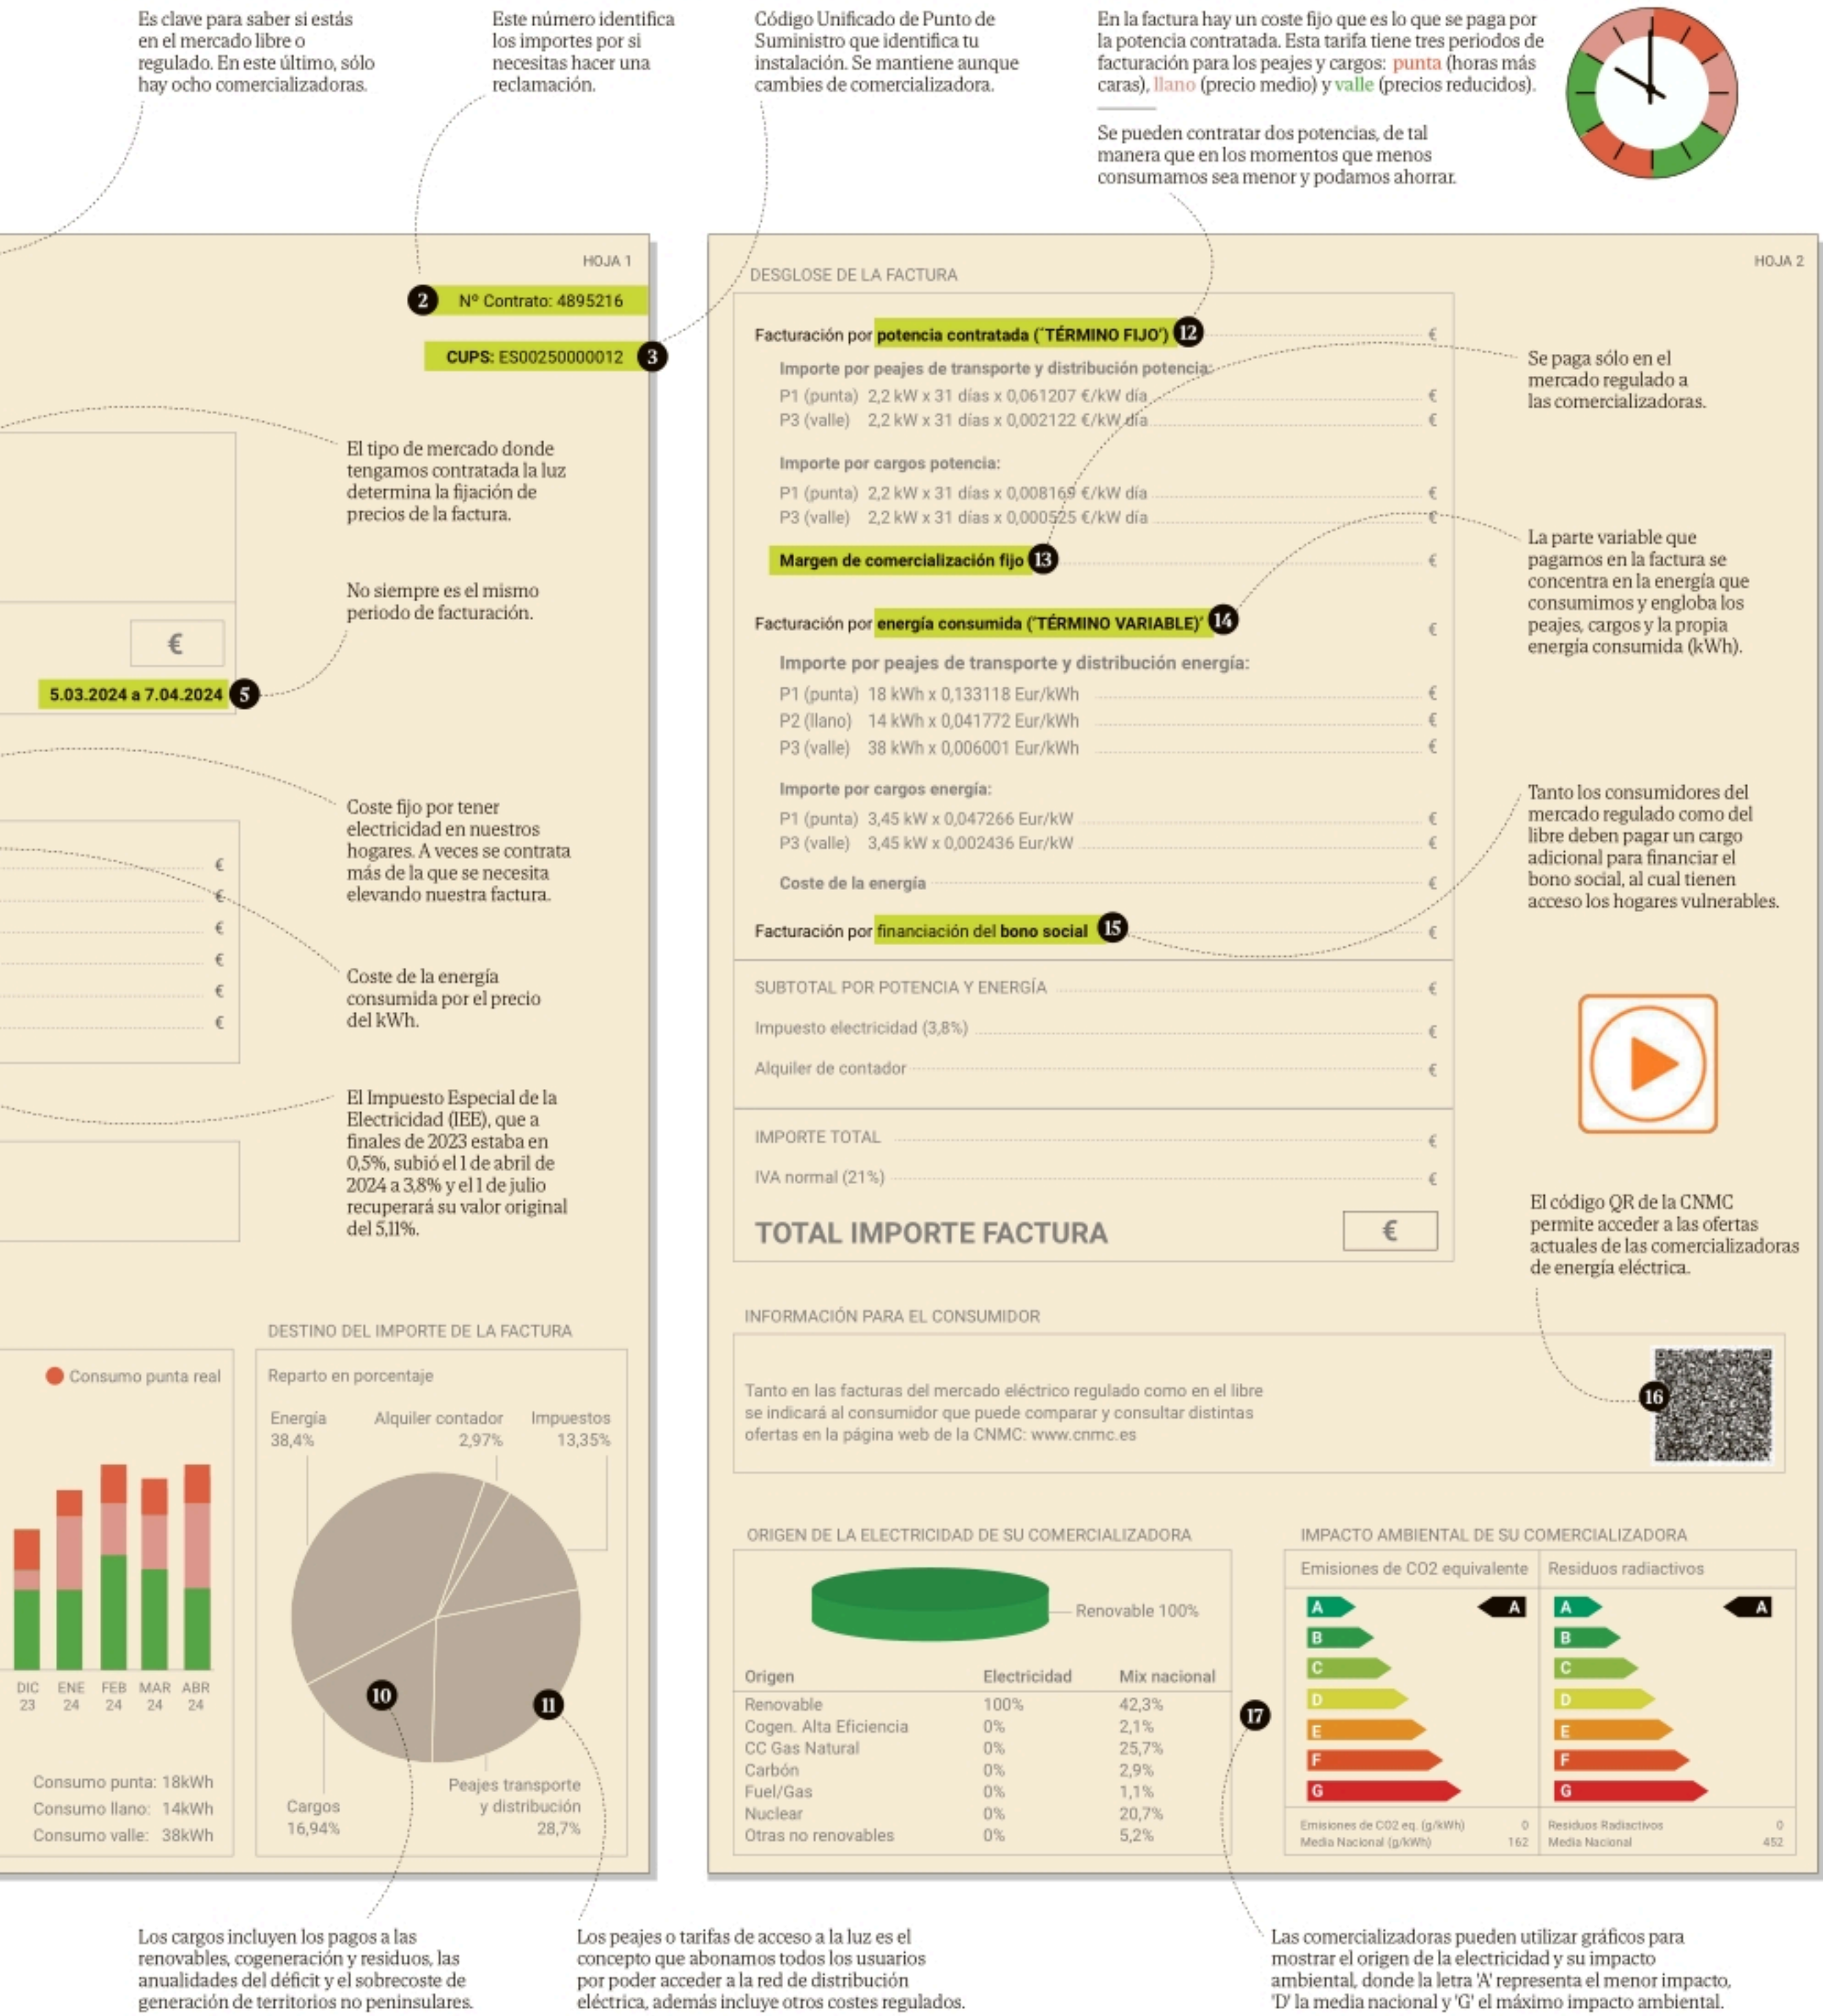 Es clave para saber si estás
en el mercado libre o
regulado. En este último, sólo
hay ocho comercializadoras.
Este número identifica
los importes por si
necesitas hacer una
reclamación.
Código Unificado de Punto de
Suministro que identifica tu
instalación. Se mantiene aunque
cambies de comercializadora.
En la factura hay un coste fijo que es lo que se paga por
la potencia contratada. Esta tarifa tiene tres periodos de
facturación para los peajes y cargos: punta (horas más
caras), llano (precio medio) y valle (precios reducidos).
Se pueden contratar dos potencias, de tal
manera que en los momentos que menos
consumamos sea menor y podamos ahorrar.
HOJA 1
2 Nº Contrato: 4895216
CUPS: ES00250000012 3
El tipo de mercado donde
tengamos contratada la luz
determina la fijación de
precios de la factura.
No siempre es el mismo
periodo de facturación.
€
5.03.2024 a 7.04.2024 5
Coste fijo por tener
electricidad en nuestros
hogares. A veces se contrata
más de la que se necesita
elevando nuestra factura.
€
€
€
€
€
€
Coste de la energía
consumida por el precio
del kWh.
El Impuesto Especial de la
Electricidad (IEE), que a
finales de 2023 estaba en
0,5%, subió el 1 de abril de
2024 a 3,8% y el 1 de julio
recuperará su valor original
del 5,11%.
Consumo punta real
DIC 23 ENE 24 FEB 24 MAR 24 ABR 24
Consumo punta: 18kWh
Consumo llano: 14kWh
Consumo valle: 38kWh
DESTINO DEL IMPORTE DE LA FACTURA
Reparto en porcentaje
Energía 38,4%
Alquiler contador 2,97%
Impuestos 13,35%
10
11
Cargos
16,94%
Peajes transporte
y distribución
28,7%
HOJA 2
DESGLOSE DE LA FACTURA
Facturación por potencia contratada (‘TÉRMINO FIJO’) 12 €
Importe por peajes de transporte y distribución potencia:
P1 (punta) 2,2 kW x 31 días x 0,061207 €/kW día €
P3 (valle) 2,2 kW x 31 días x 0,002122 €/kW día €
Importe por cargos potencia:
P1 (punta) 2,2 kW x 31 días x 0,008169 €/kW día €
P3 (valle) 2,2 kW x 31 días x 0,000525 €/kW día €
Margen de comercialización fijo 13 €
Facturación por energía consumida (‘TÉRMINO VARIABLE)’ 14 €
Importe por peajes de transporte y distribución energía:
P1 (punta) 18 kWh x 0,133118 Eur/kWh €
P2 (llano) 14 kWh x 0,041772 Eur/kWh €
P3 (valle) 38 kWh x 0,006001 Eur/kWh €
Importe por cargos energía:
P1 (punta) 3,45 kW x 0,047266 Eur/kW €
P3 (valle) 3,45 kW x 0,002436 Eur/kW €
Coste de la energía €
Facturación por financiación del bono social 15 €
SUBTOTAL POR POTENCIA Y ENERGÍA €
Impuesto electricidad (3,8%) €
Alquiler de contador €
IMPORTE TOTAL €
IVA normal (21%) €
TOTAL IMPORTE FACTURA €
Se paga sólo en el
mercado regulado a
las comercializadoras.
La parte variable que
pagamos en la factura se
concentra en la energía que
consumimos y engloba los
peajes, cargos y la propia
energía consumida (kWh).
Tanto los consumidores del
mercado regulado como del
libre deben pagar un cargo
adicional para financiar el
bono social, al cual tienen
acceso los hogares vulnerables.
El código QR de la CNMC
permite acceder a las ofertas
actuales de las comercializadoras
de energía eléctrica.
INFORMACIÓN PARA EL CONSUMIDOR
Tanto en las facturas del mercado eléctrico regulado como en el libre
se indicará al consumidor que puede comparar y consultar distintas
ofertas en la página web de la CNMC: www.cnmc.es
16
ORIGEN DE LA ELECTRICIDAD DE SU COMERCIALIZADORA
Renovable 100%
Origen Electricidad Mix nacional
Renovable 100% 42,3%
Cogen. Alta Eficiencia 0% 2,1%
CC Gas Natural 0% 25,7%
Carbón 0% 2,9%
Fuel/Gas 0% 1,1%
Nuclear 0% 20,7%
Otras no renovables 0% 5,2%
17
IMPACTO AMBIENTAL DE SU COMERCIALIZADORA
Emisiones de CO2 equivalente Residuos radiactivos
A A A A
B B
C C
D D
E E
F F
G G
Emisiones de CO2 eq. (g/kWh) 0 Residuos Radiactivos 0
Media Nacional (g/kWh) 162 Media Nacional 452
Los cargos incluyen los pagos a las
renovables, cogeneración y residuos, las
anualidades del déficit y el sobrecoste de
generación de territorios no peninsulares.
Los peajes o tarifas de acceso a la luz es el
concepto que abonamos todos los usuarios
por poder acceder a la red de distribución
eléctrica, además incluye otros costes regulados.
Las comercializadoras pueden utilizar gráficos para
mostrar el origen de la electricidad y su impacto
ambiental, donde la letra 'A' representa el menor impacto,
'D' la media nacional y 'G' el máximo impacto ambiental.